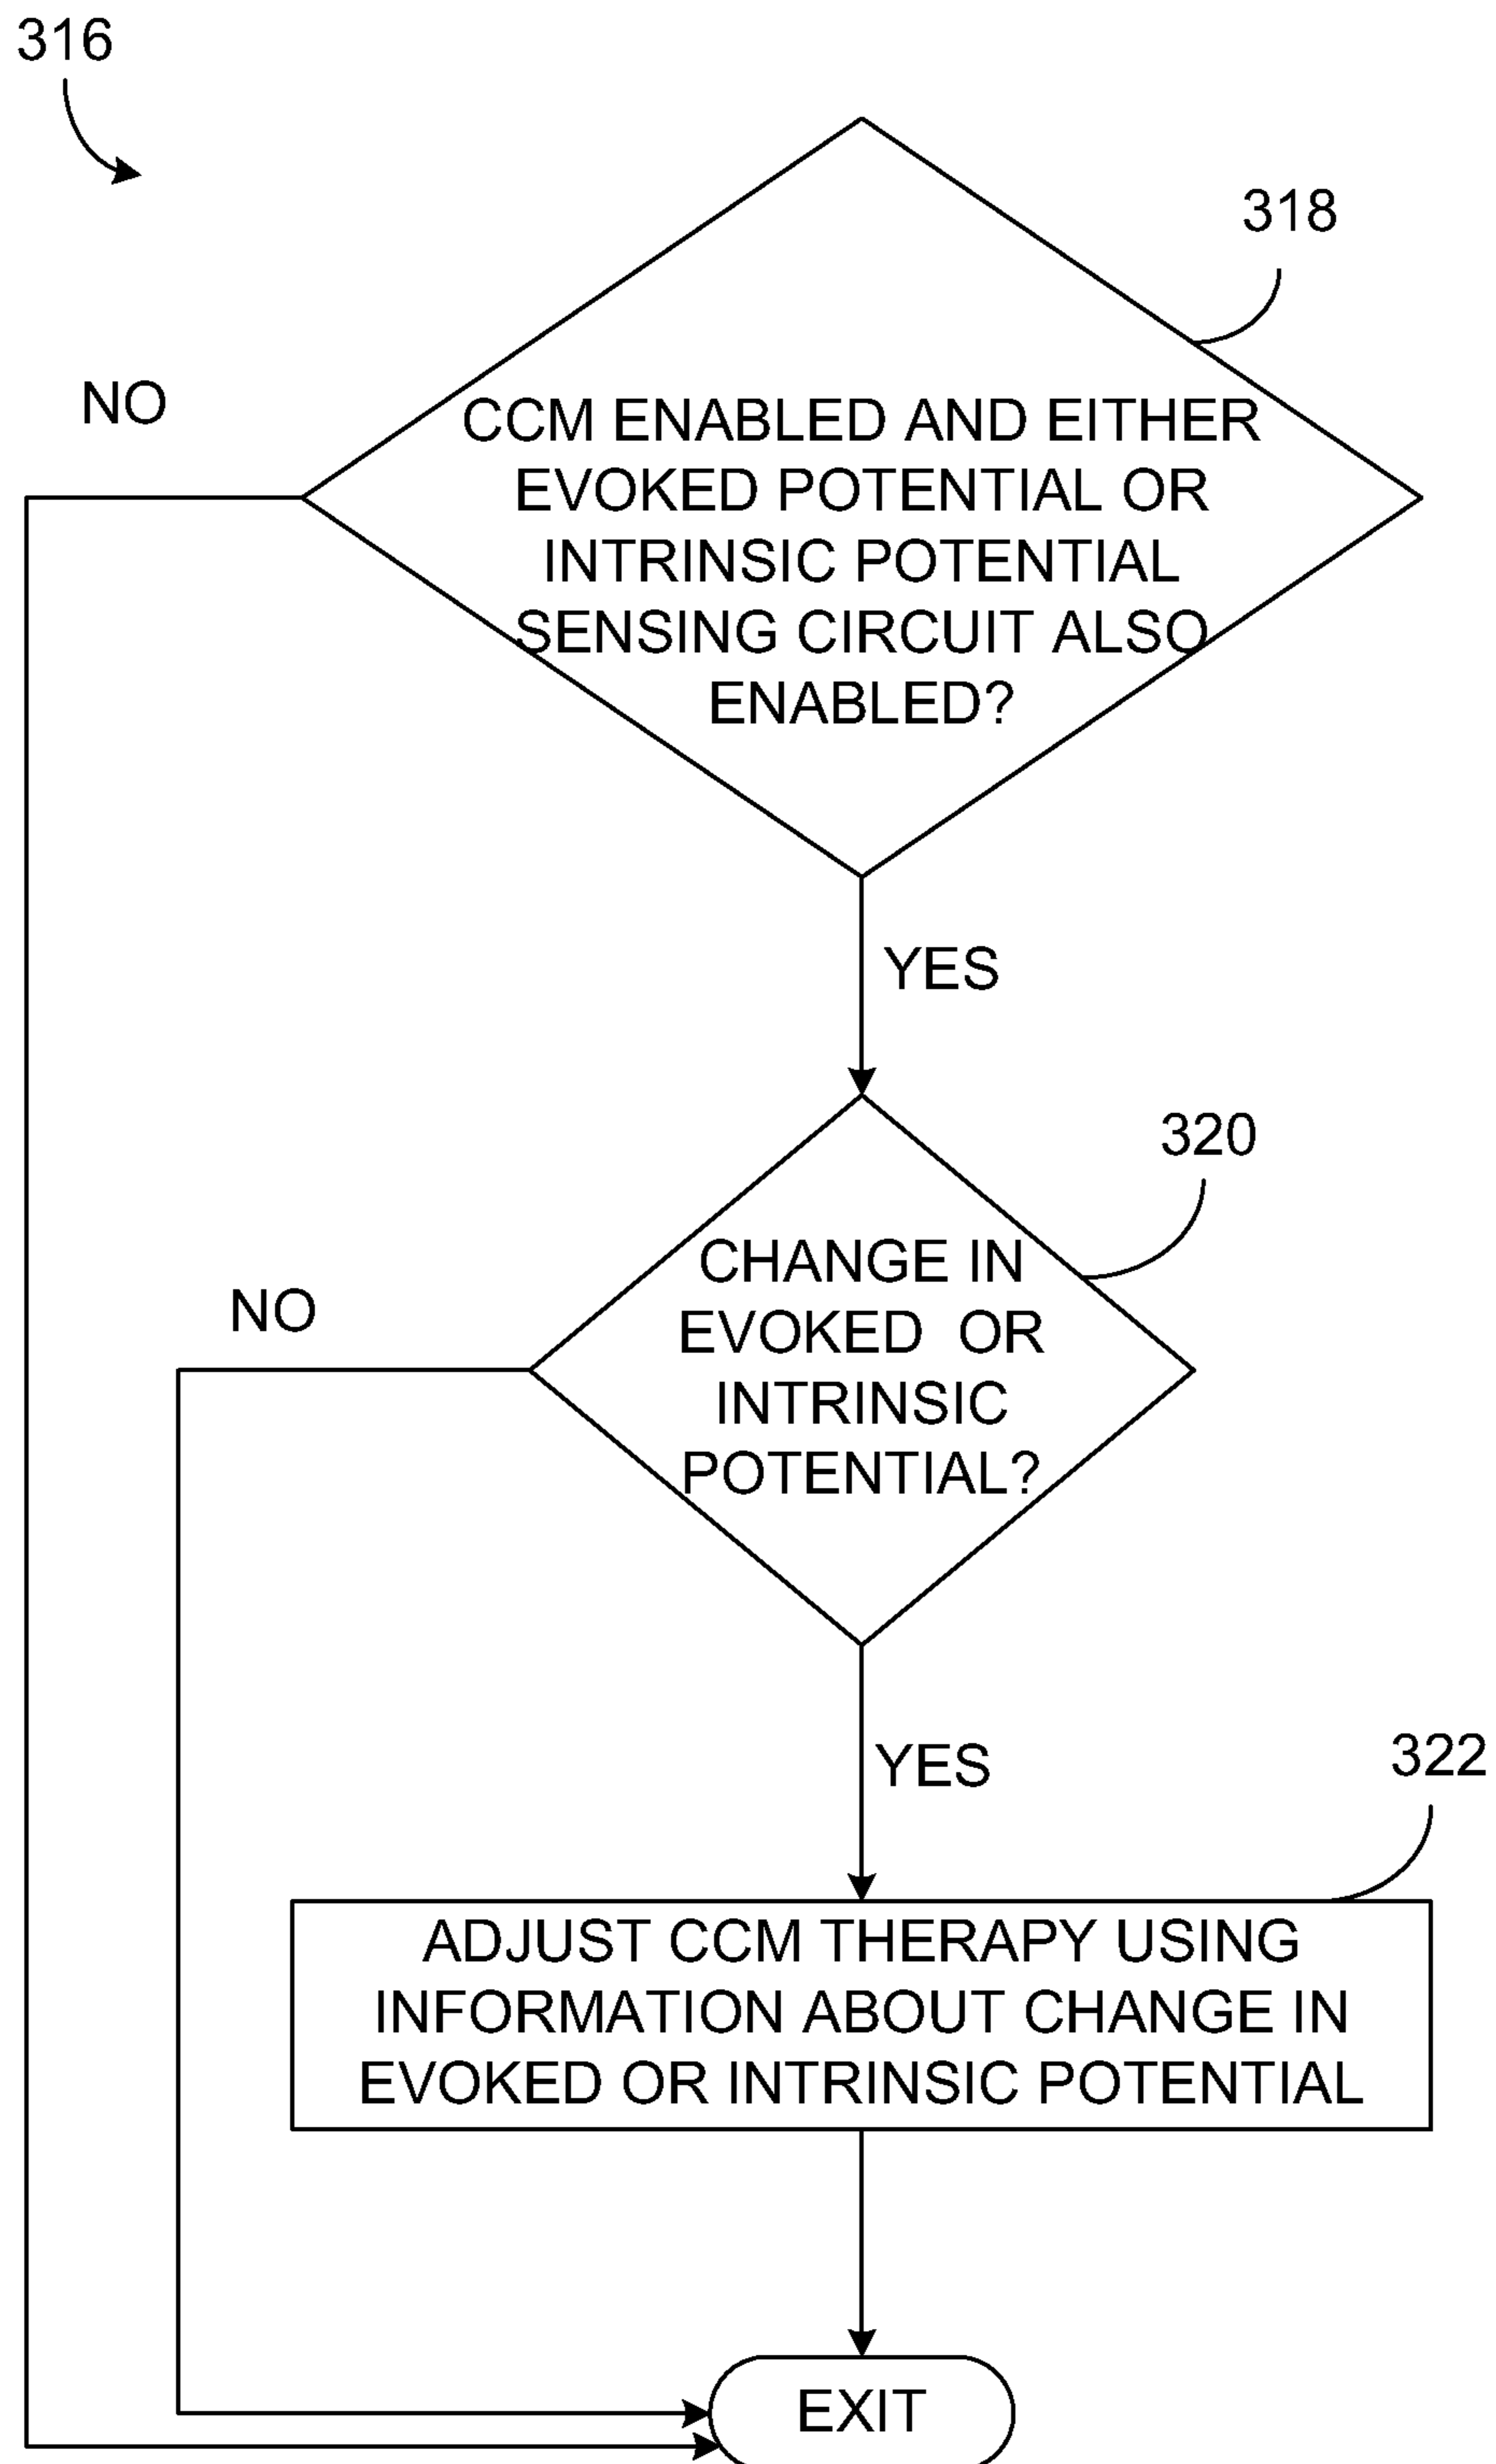 316
318
NO
CCM ENABLED AND EITHER
EVOKED POTENTIAL OR
INTRINSIC POTENTIAL
SENSING CIRCUIT ALSO
ENABLED?
YES
320
CHANGE IN
EVOKED OR
INTRINSIC
POTENTIAL?
NO
YES
322
ADJUST CCM THERAPY USING
INFORMATION ABOUT CHANGE IN
EVOKED OR INTRINSIC POTENTIAL
EXIT